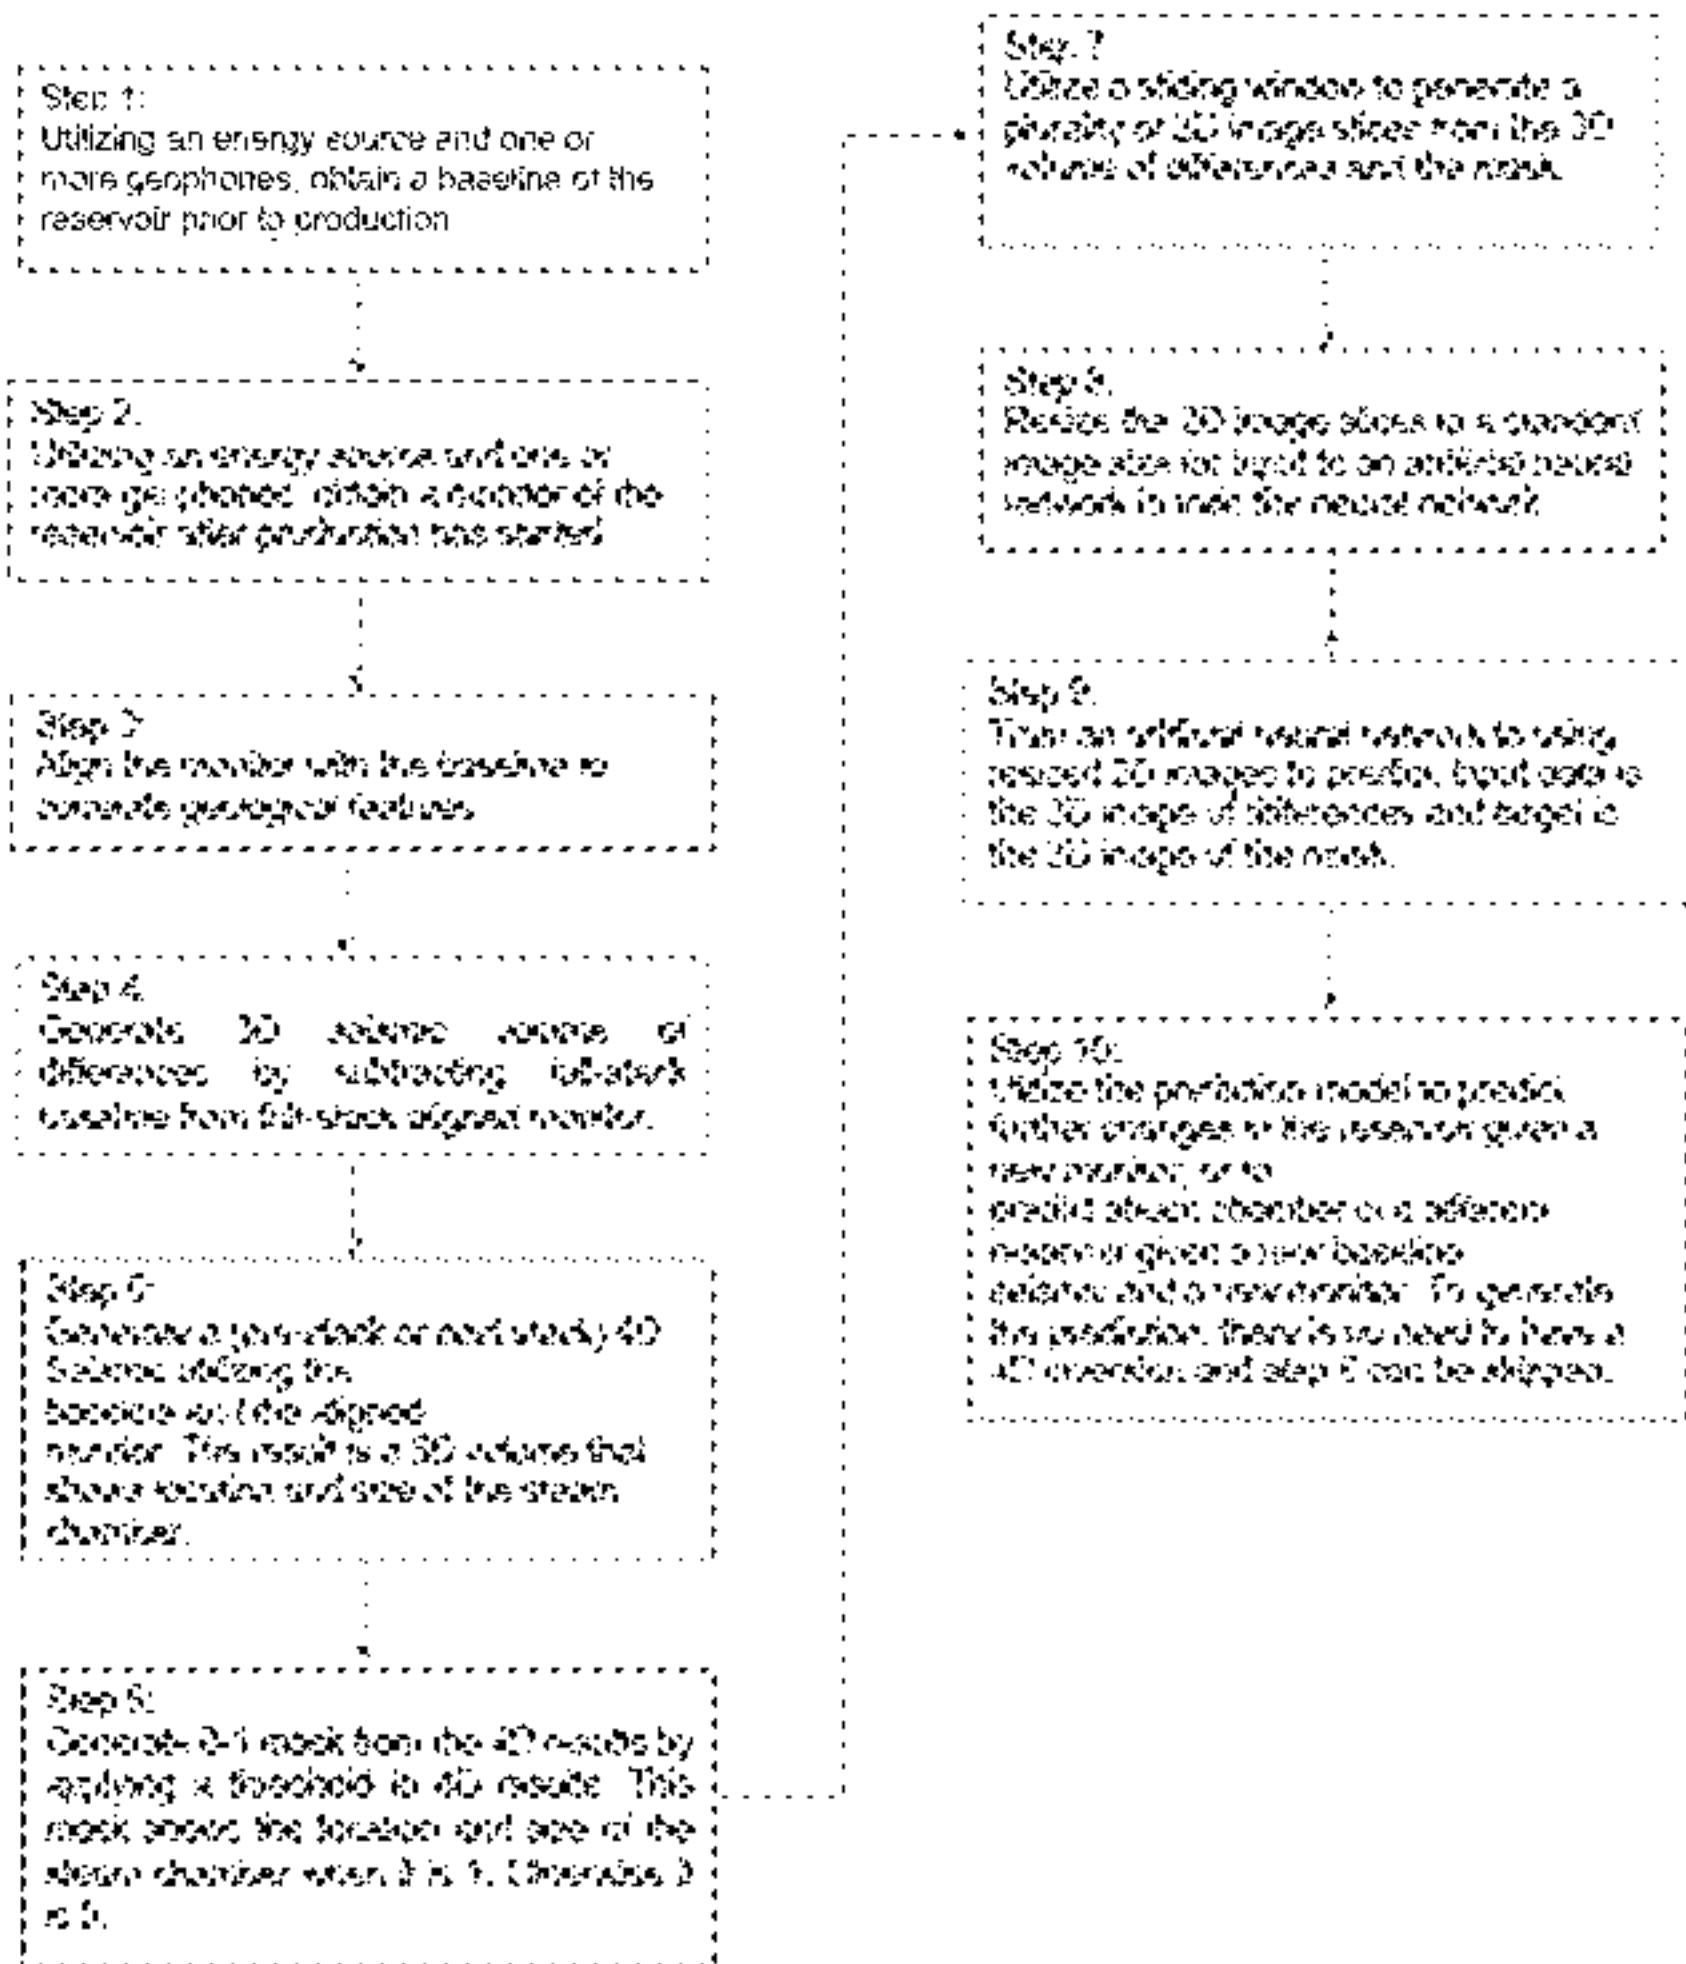 Step 1:
Utilizing an energy source and one or
more geophones, obtain a baseline of the
reservoir prior to production
Step 2.
Utilizing an energy source and one or
more geophones, obtain a monitor of the
reservoir after production has started
Step 3
Align the monitor with the baseline to
geological features
Step 4
Generate 3D seismic volume of
differences by subtracting full-stack
baseline from full-stack aligned monitor.
Step
Generate a (pre-stack or post stack) 4D
Seismic utilizing the
baseline and the aligned
monitor. The result is a 3D volume that
shows location and size of the steam
chamber.
Step 6:
Generate 0-1 mask from the 4D results by
applying a threshold to 4D results. This
mask shows the location and size of the
steam chamber when it is 1. Otherwise it
is 0.
Step 7
Utilize a sliding window to generate a
plurality of 2D image slices from the 3D
volume of differences and the mask.
Step 8.
Resize the 2D image slices to a standard
image size for input to an artificial neural
network to train the neural network
Step 9.
Train an artificial neural network to using
resized 2D images to predict. Input data is
the 2D image of differences and target is
the 2D image of the mask.
Step 10:
Utilize the prediction model to predict
further changes in the reservoir given a
new monitor, or to
predict steam chamber of a different
reservoir given a new baseline
seismic and a new monitor. To generate
the prediction, there is no need to have a
4D inversion and step can be skipped.